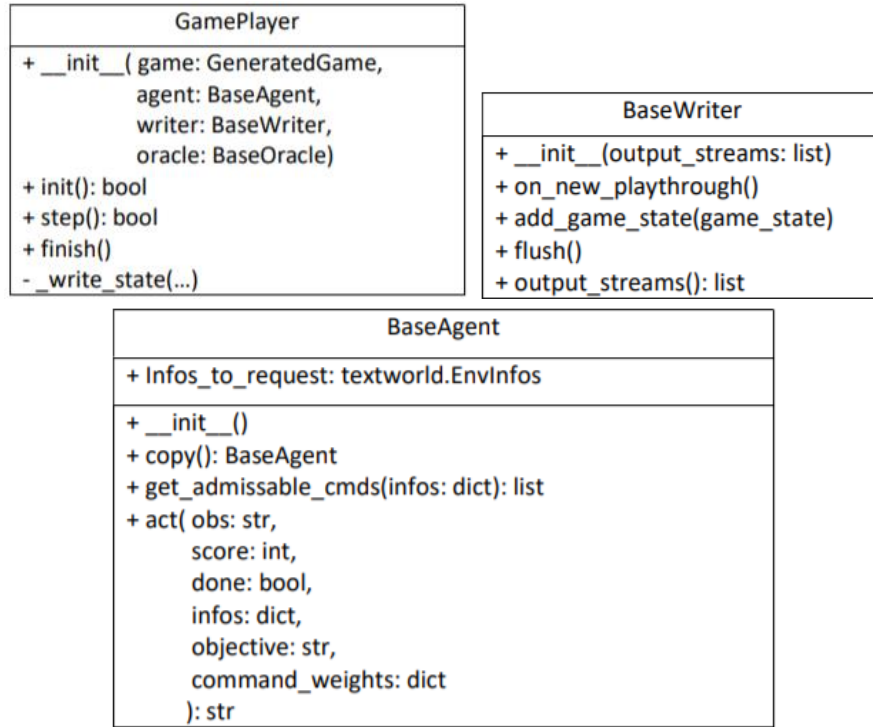 GamePlayer
+ __init__( game: GeneratedGame,
agent: BaseAgent,
writer: BaseWriter,
oracle: BaseOracle)
+ init(): bool
+ step(): bool
+ finish()
- _write_state(...)
BaseWriter
+ __init__(output_streams: list)
+ on_new_playthrough()
+ add_game_state(game_state)
+ flush()
+ output_streams(): list
BaseAgent
+ Infos_to_request: textworld.EnvInfos
+ __init__()
+ copy(): BaseAgent
+ get_admissable_cmds(infos: dict): list
+ act( obs: str,
score: int,
done: bool,
infos: dict,
objective: str,
command_weights: dict
): str